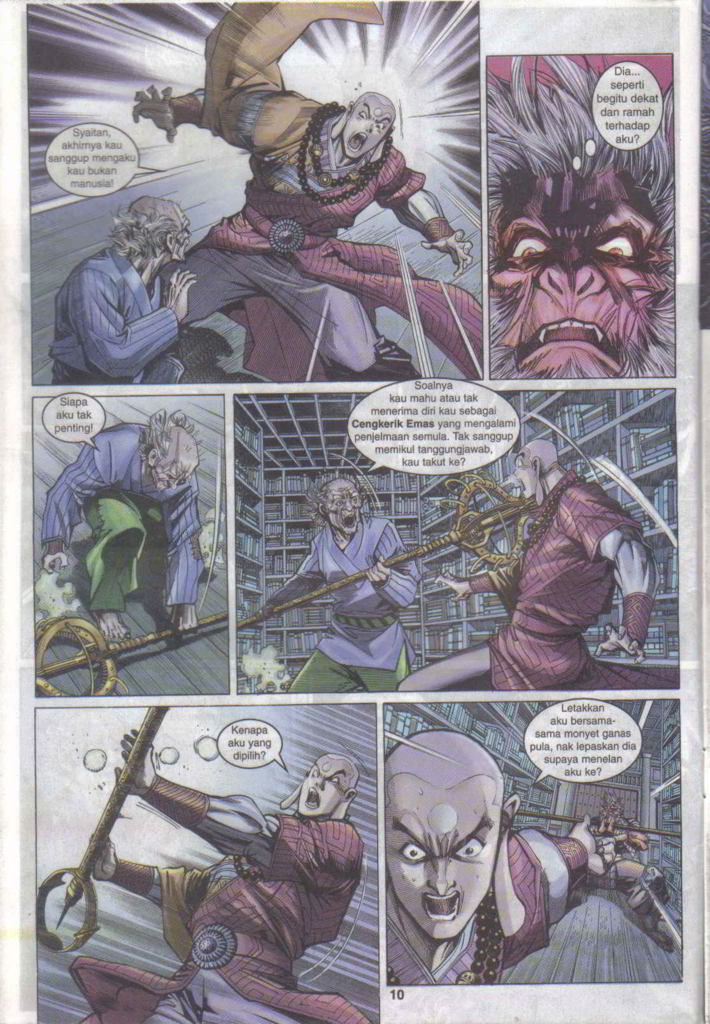 Syaitan,
akhirnya kau
sanggup mengaku
kau bukan
manusia!
Dia...
seperti
begitu dekat
dan ramah
terhadap
aku?
Siapa
aku tak
penting!
Soalnya
kau mahu atau tak
menerima diri kau sebagai
Cengkerik Emas yang mengalami
penjelmaan semula. Tak sanggup
memikul tanggungjawab,
kau takut ke?
Kenapa
aku yang
dipilih?
Letakkan
aku bersama-
sama monyet ganas
pula, nak lepaskan dia
supaya menelan
aku ke?
10